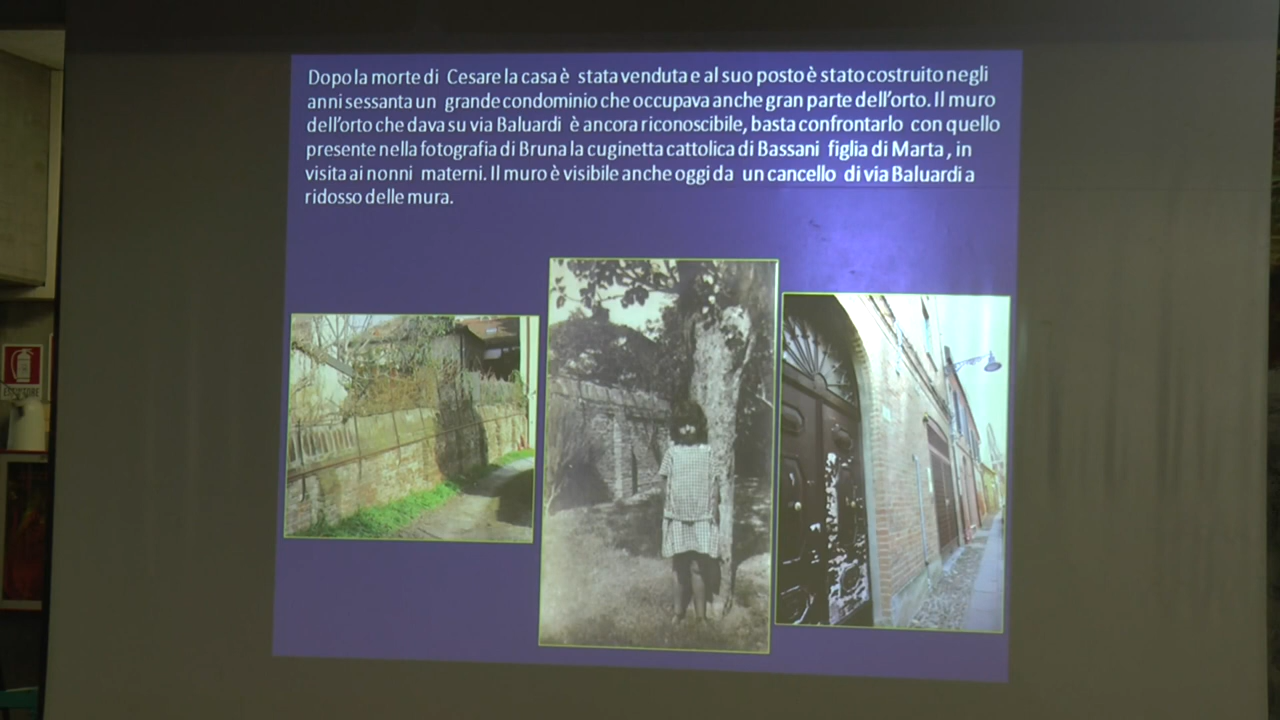 Dopo la morte di Cesare la casa è stata venduta e al suo posto è stato costruito negli
anni sessanta un grande condominio che occupava anche gran parte dell'orto. Il muro
dell'orto che dava su via Baluardi è ancora riconoscibile, basta confrontarlo con quello
presente nella fotografia di Bruna la cuginetta cattolica di Bassani figlia di Marta , in
visita ai nonni materni. Il muro è visibile anche oggi da un cancello di via Baluardi a
ridosso delle mura.